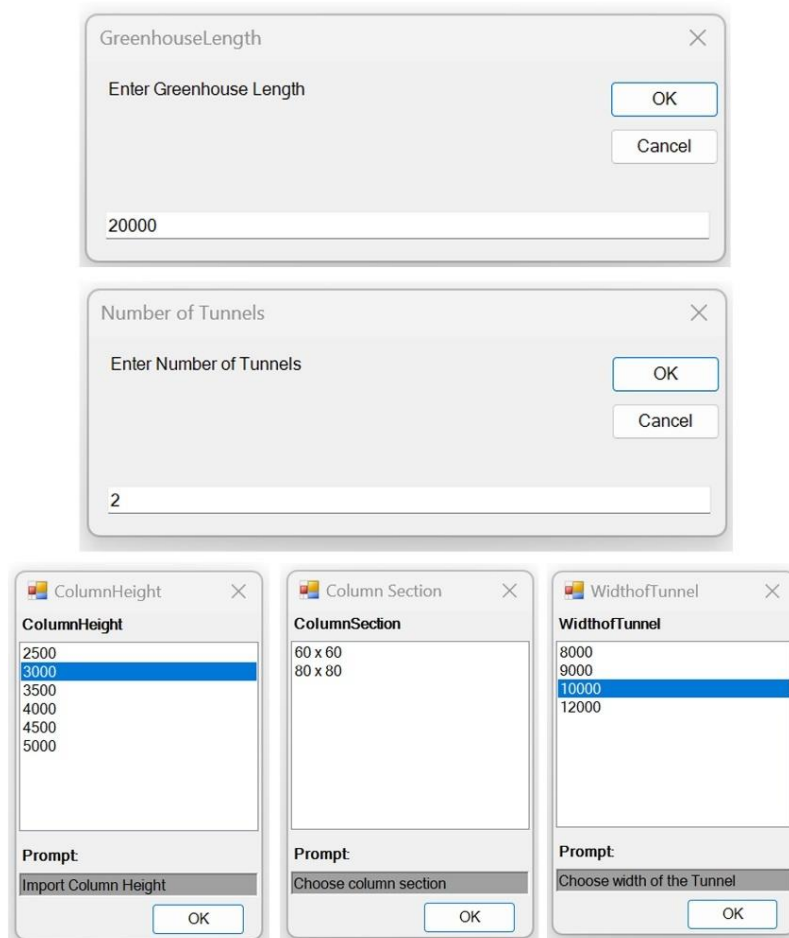 GreenhouseLength
Enter Greenhouse Length
OK
Cancel
20000
Number of Tunnels
Enter Number of Tunnels
OK
Cancel
2
ColumnHeight
ColumnHeight
2500
3000
3500
4000
4500
5000
Prompt:
Import Column Height
OK
Column Section
ColumnSection
60 x 60
80 x 80
Prompt:
Choose column section
OK
WidthofTunnel
WidthofTunnel
8000
9000
10000
12000
Prompt:
Choose width of the Tunnel
OK